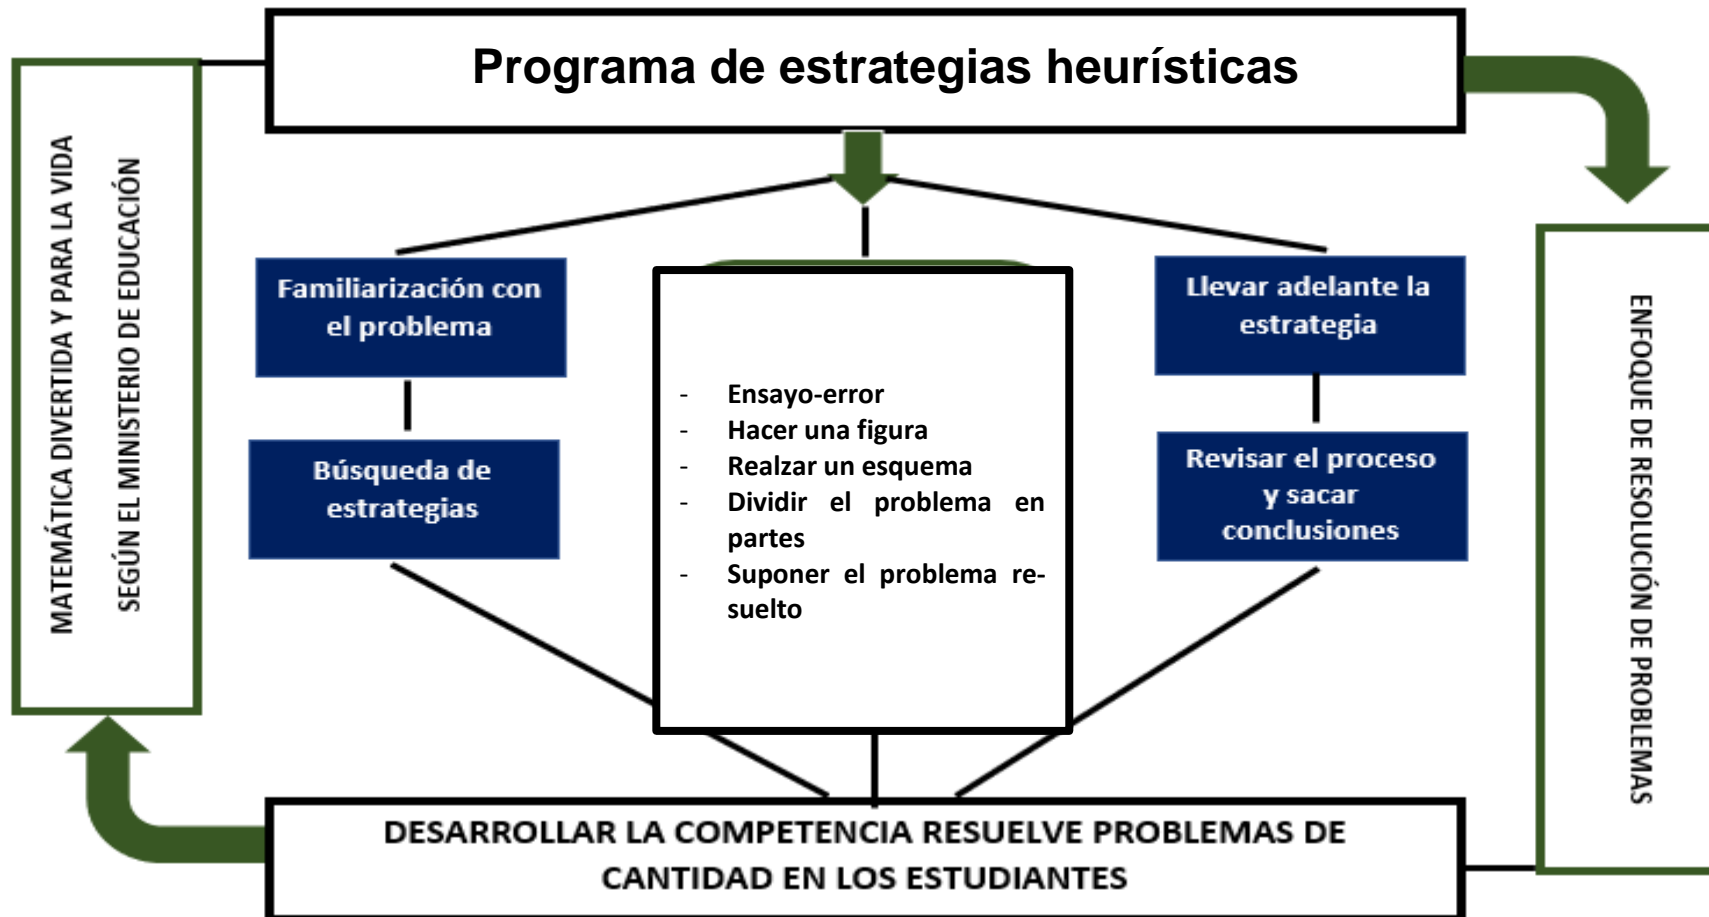 Programa de estrategias heurísticas
MATEMÁTICA DIVERTIDA Y PARA LA VIDA
SEGÚN EL MINISTERIO DE EDUCACIÓN
Familiarización con
el problema
Búsqueda de
estrategias
- Ensayo-error
- Hacer una figura
- Realzar un esquema
- Dividir el problema en
partes
- Suponer el problema re-
suelto
Llevar adelante la
estrategia
Revisar el proceso
y sacar
conclusiones
ENFOQUE DE RESOLUCIÓN DE PROBLEMAS
DESARROLLAR LA COMPETENCIA RESUELVE PROBLEMAS DE
CANTIDAD EN LOS ESTUDIANTES